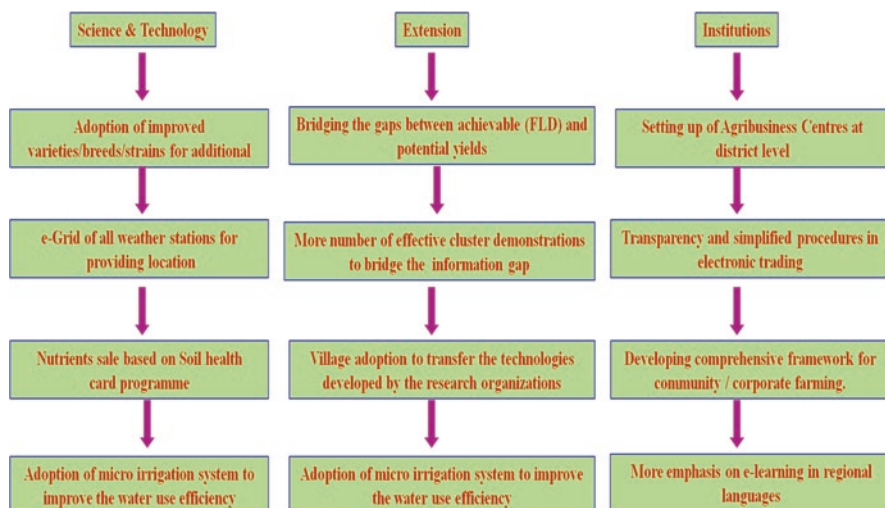 Science & Technology
Adoption of improved
varieties/breeds/strains for additional
e-Grid of all weather stations for
providing location
Nutrients sale based on Soil health
card programme
Adoption of micro irrigation system to
improve the water use efficiency
Extension
Bridging the gaps between achievable (FLD) and
potential yields
More number of effective cluster demonstrations
to bridge the information gap
Village adoption to transfer the technologies
developed by the research organizations
Adoption of micro irrigation system to improve
the water use efficiency
Institutions
Setting up of Agribusiness Centres at
district level
Transparency and simplified procedures in
electronic trading
Developing comprehensive framework for
community / corporate farming.
More emphasis on e-learning in regional
languages